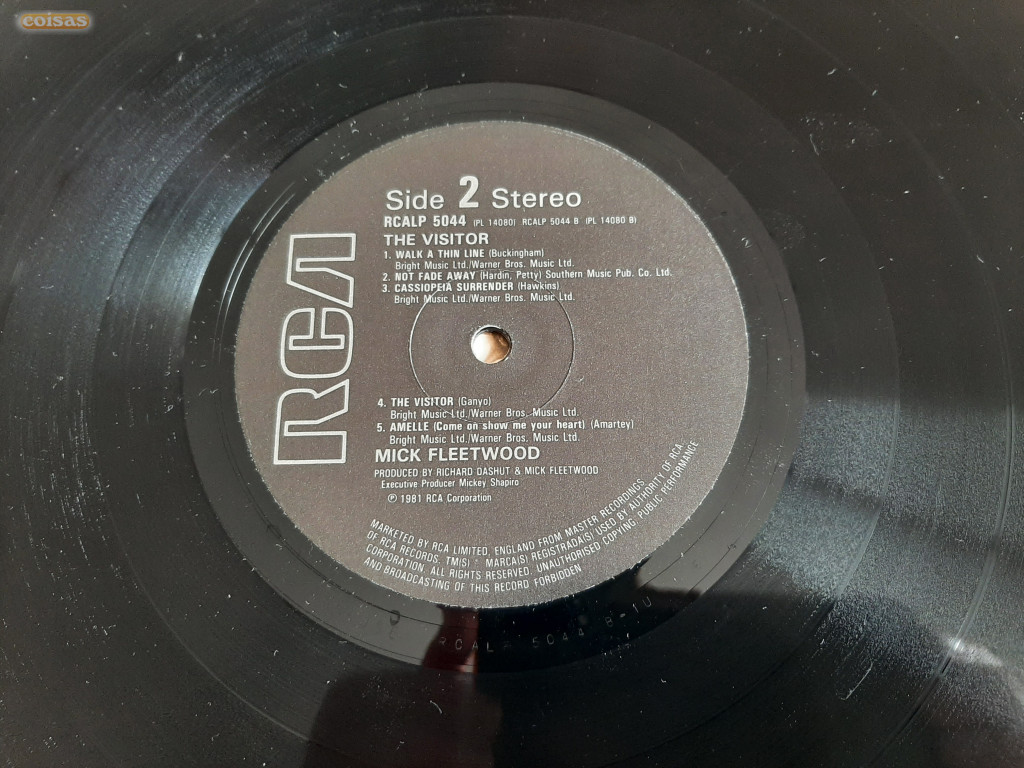 coisas
Side 2 Stereo
RCALP 5044 (PL 14080) RCALP 5044 B (PL 14080 B)
THE VISITOR
1. WALK A THIN LINE (Buckingham)
Bright Music Ltd./Warner Bros. Music Ltd.
2. NOT FADE AWAY (Hardin, Petty) Southern Music Pub. Co. Ltd.
3. CASSIOPEIA SURRENDER (Hawkins)
Bright Music Ltd./Warner Bros. Music Ltd.
RCA
4. THE VISITOR (Ganyo)
Bright Music Ltd./Warner Bros. Music Ltd.
5. AMELLE (Come on show me your heart) (Amartey)
Bright Music Ltd./Warner Bros. Music Ltd.
MICK FLEETWOOD
PRODUCED BY RICHARD DASHUT & MICK FLEETWOOD
Executive Producer Mickey Shapiro
℗ 1981 RCA Corporation
MARKETED BY RCA LIMITED, ENGLAND FROM MASTER RECORDINGS
OF RCA RECORDS. TM(S) ® MARCA(S) REGISTRADA(S) USED BY AUTHORITY OF RCA
CORPORATION. ALL RIGHTS RESERVED. UNAUTHORISED COPYING, PUBLIC PERFORMANCE
AND BROADCASTING OF THIS RECORD FORBIDDEN
RCAL 5044 B-1U